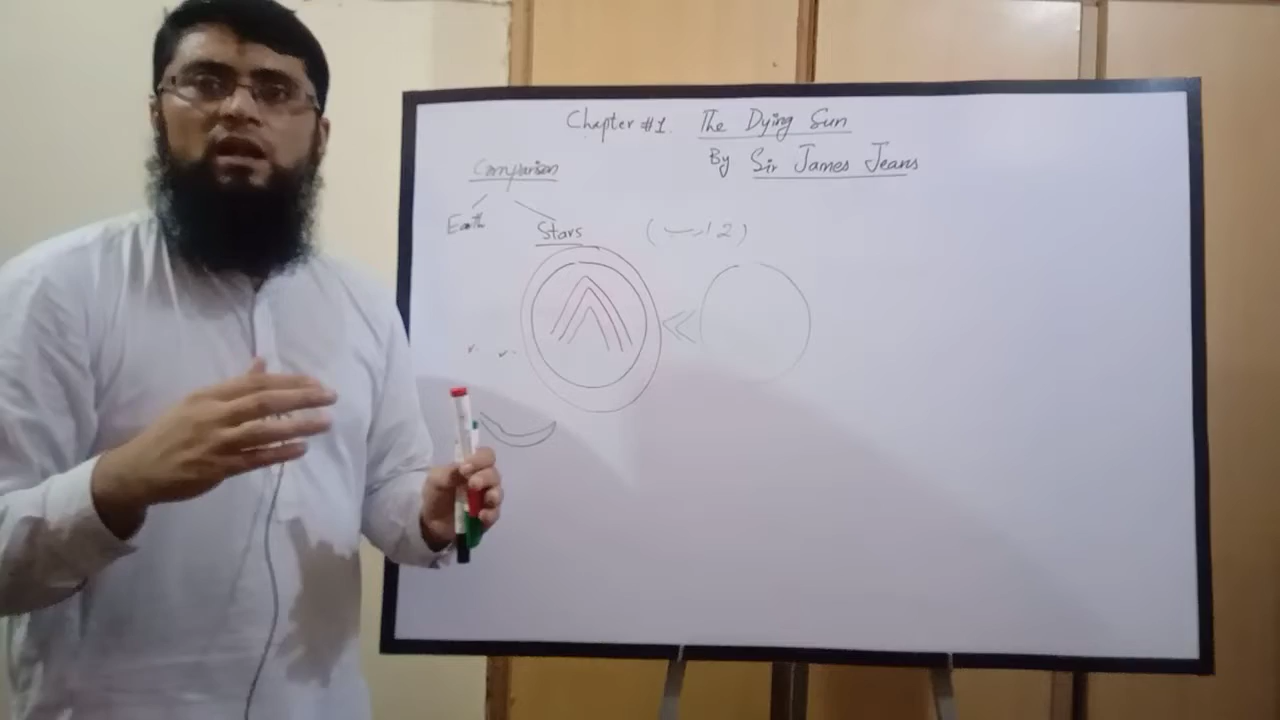 Chapter #1. The Dying Sun
By Sir James Jeans
Comparison
Earth
Stars